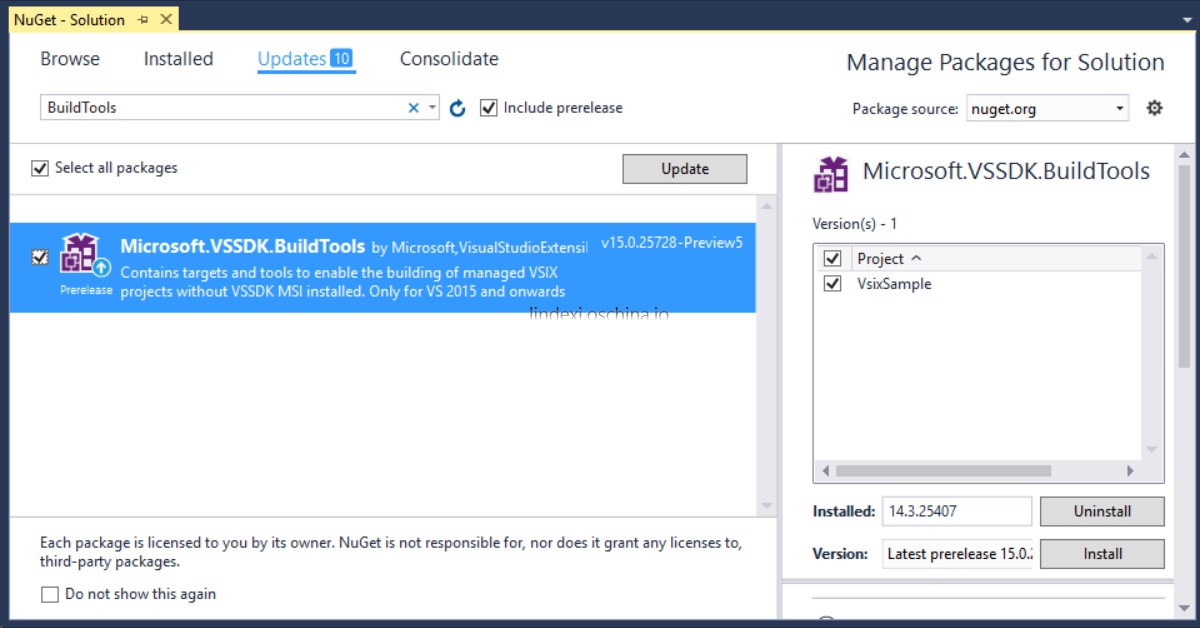 NuGet - Solution
Browse Installed Updates 10 Consolidate
Manage Packages for Solution
BuildTools
Include prerelease
Package source: nuget.org
Select all packages
Update
Microsoft.VSSDK.BuildTools by Microsoft,VisualStudioExtensil
v15.0.25728-Preview5
Contains targets and tools to enable the building of managed VSIX
Prerelease
projects without VSSDK MSI installed. Only for VS 2015 and onwards
lindexi.oschina.io
Each package is licensed to you by its owner. NuGet is not responsible for, nor does it grant any licenses to,
third-party packages.
Do not show this again
Microsoft.VSSDK.BuildTools
Version(s) - 1
Project
VsixSample
Installed: 14.3.25407 Uninstall
Version: Latest prerelease 15.0. Install